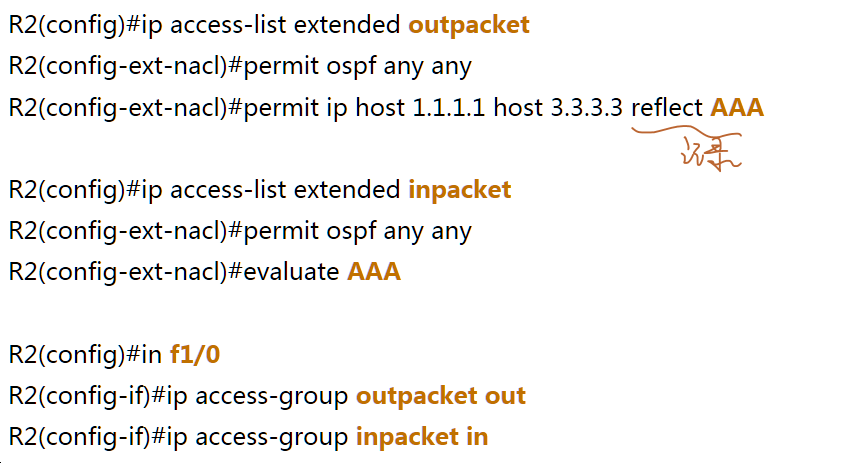 R2(config)#ip access-list extended outpacket
R2(config-ext-nacl)#permit ospf any any
R2(config-ext-nacl)#permit ip host 1.1.1.1 host 3.3.3.3 reflect AAA
记录
R2(config)#ip access-list extended inpacket
R2(config-ext-nacl)#permit ospf any any
R2(config-ext-nacl)#evaluate AAA
R2(config)#in f1/0
R2(config-if)#ip access-group outpacket out
R2(config-if)#ip access-group inpacket in